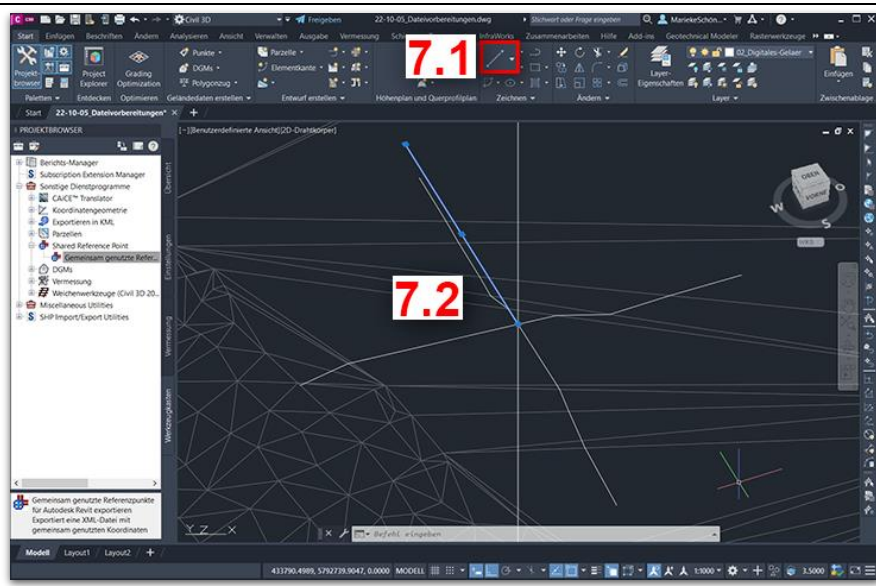 Civil 3D
Freigeben
22-10-05_Dateivorbereitungen.dwg
Stichwort oder Frage eingeben
MariekeSchön...
Start Einfügen Beschriften Ändern Analysieren Ansicht Verwalten Ausgabe Vermessung InfraWorks Zusammenarbeiten Hilfe Add-ins Geotechnical Modeler Rasterwerkzeuge
7.1
Projekt-browser
Project Explorer
Grading Optimization
Punkte
DGMs
Polygonzug
Parzelle
Elementkante
Layer-Eigenschaften
02_Digitales-Gelaer
Einfügen
Paletten Entdecken Optimieren Geländedaten erstellen Entwurf erstellen Höhenplan und Querprofilplan Zeichnen Ändern Layer Zwischenablage
Start 22-10-05_Dateivorbereitungen*
PROJEKTBROWSER
[-][Benutzerdefinierte Ansicht][2D-Drahtkörper]
Berichts-Manager
Subscription Extension Manager
Sonstige Dienstprogramme
CAiCE™ Translator
Koordinatengeometrie
Exportieren in KML
Parzellen
Shared Reference Point
Gemeinsam genutzte Refer...
DGMs
Vermessung
Weichenwerkzeuge (Civil 3D 20...
Miscellaneous Utilities
SHP Import/Export Utilities
Übersicht
Einstellungen
Vermessung
Werkzeugkasten
OBEN
VORNE
W
S
O
WKS
7.2
Gemeinsam genutzte Referenzpunkte
für Autodesk Revit exportieren
Exportiert eine XML-Datei mit
gemeinsam genutzten Koordinaten
Y Z X
Befehl eingeben
Modell Layout1 Layout2 +
433790.4989, 5792739.9047, 0.0000 MODELL 1:1000 3.5000